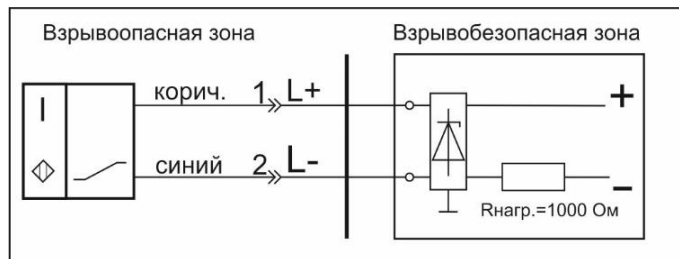 Взрывоопасная зона
Взрывобезопасная зона
I
корич. 1 L+
+
синий 2 L-
–
Rнагр.=1000 Ом